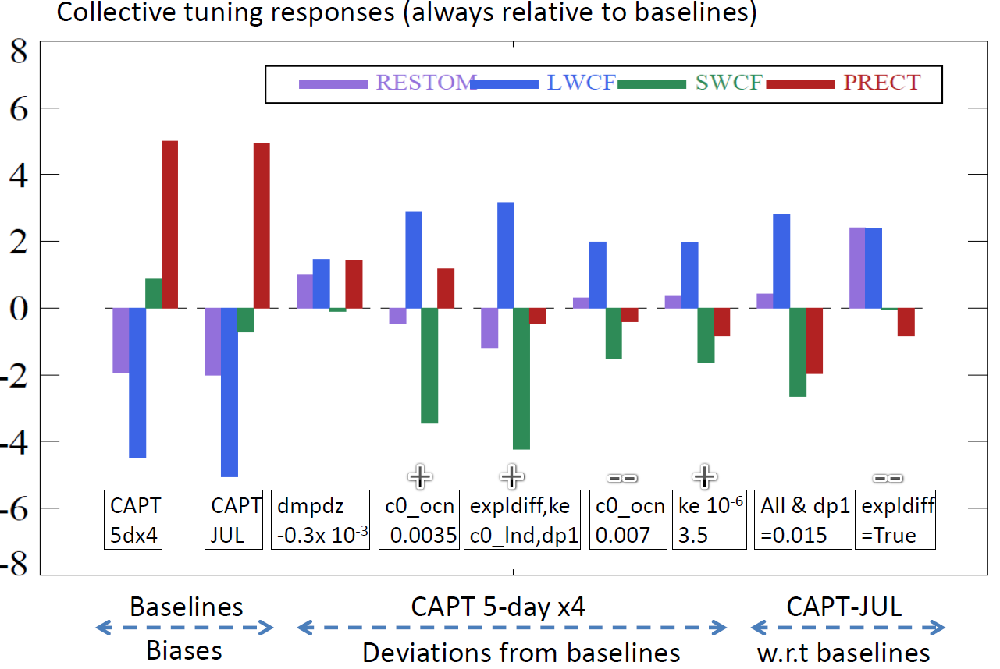 Collective tuning responses (always relative to baselines)
8
6
4
2
0
-2
-4
-6
-8
RESTOM LWCF SWCF PRECT
+ + -- + --
CAPT
5dx4
CAPT
JUL
dmpdz
-0.3x 10⁻³
c0_ocn
0.0035
expldiff,ke
c0_lnd,dp1
c0_ocn
0.007
ke 10⁻⁶
3.5
All & dp1
=0.015
expldiff
=True
Baselines
Biases
CAPT 5-day x4
Deviations from baselines
CAPT-JUL
w.r.t baselines